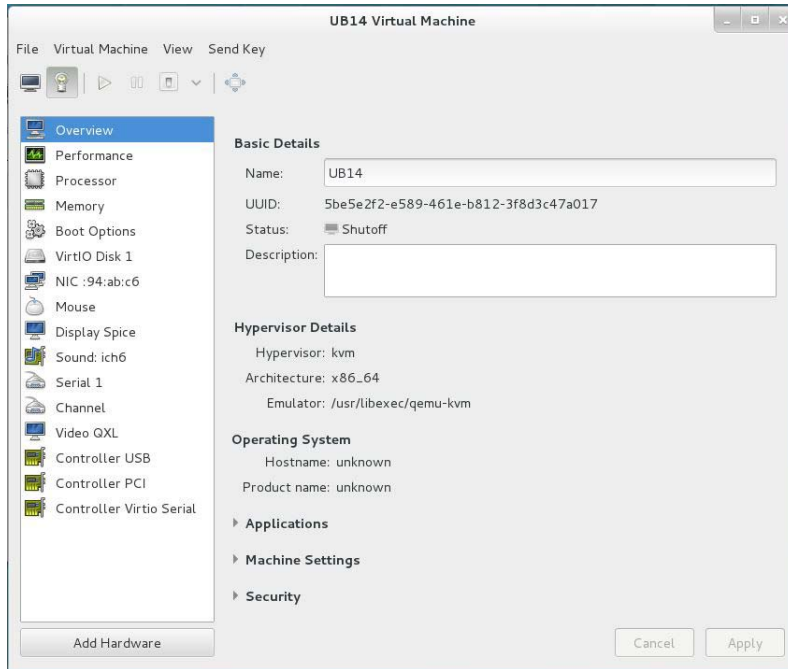 UB14 Virtual Machine
File Virtual Machine View Send Key
Overview
Performance
Processor
Memory
Boot Options
VirtIO Disk 1
NIC :94:ab:c6
Mouse
Display Spice
Sound: ich6
Serial 1
Channel
Video QXL
Controller USB
Controller PCI
Controller Virtio Serial
Add Hardware
Basic Details
Name: UB14
UUID: 5be5e2f2-e589-461e-b812-3f8d3c47a017
Status: Shutoff
Description:
Hypervisor Details
Hypervisor: kvm
Architecture: x86_64
Emulator: /usr/libexec/qemu-kvm
Operating System
Hostname: unknown
Product name: unknown
Applications
Machine Settings
Security
Cancel Apply